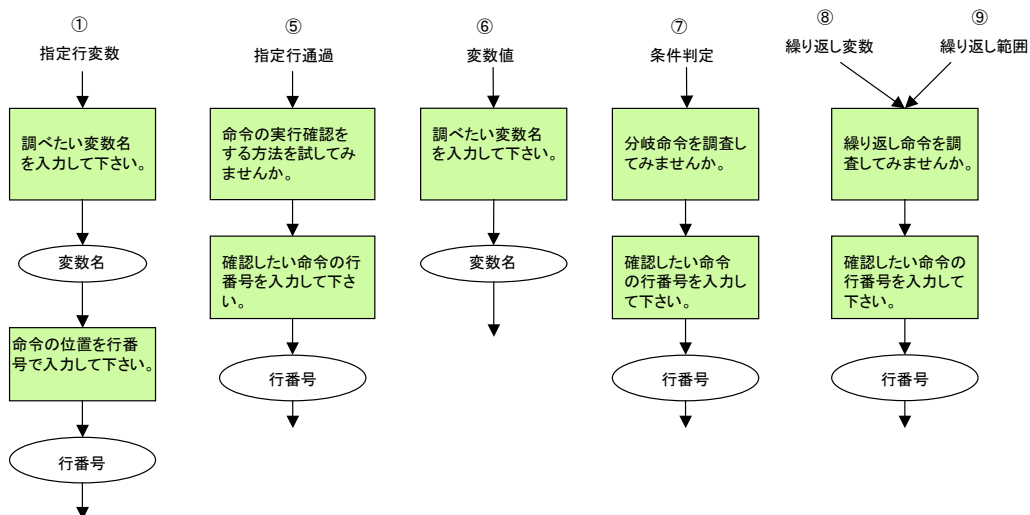 ①
指定行変数
調べたい変数名
を入力して下さい。
変数名
命令の位置を行番
号で入力して下さい。
行番号
⑤
指定行通過
命令の実行確認を
する方法を試してみ
ませんか。
確認したい命令の行
番号を入力して下さ
い。
行番号
⑥
変数値
調べたい変数名
を入力して下さい。
変数名
⑦
条件判定
分岐命令を調査し
てみませんか。
確認したい命令
の行番号を入力し
て下さい。
行番号
⑧
繰り返し変数
⑨
繰り返し範囲
繰り返し命令を調
査してみませんか。
確認したい命令の
行番号を入力して
下さい。
行番号